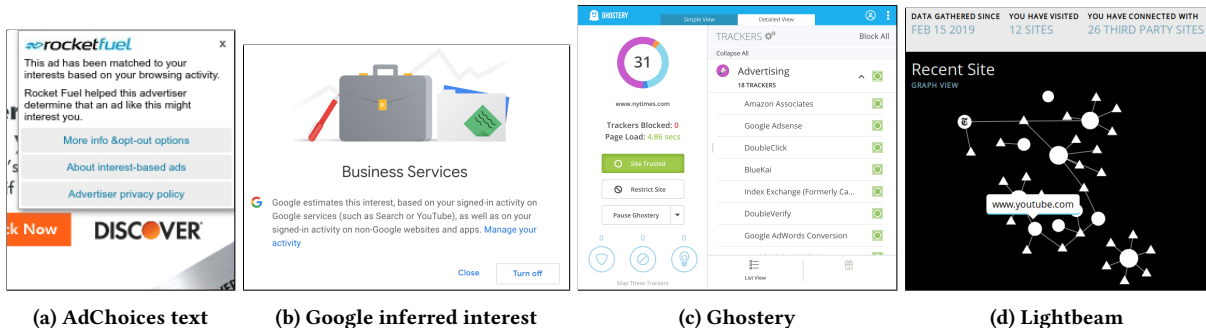 rocketfuel
x
This ad has been matched to your
interests based on your browsing activity.
Rocket Fuel helped this advertiser
determine that an ad like this might
interest you.
More info &opt-out options
About interest-based ads
Advertiser privacy policy
k Now
DISCOVER
Business Services
Google estimates this interest, based on your signed-in activity on
Google services (such as Search or YouTube), as well as on your
signed-in activity on non-Google websites and apps. Manage your
activity
Close
Turn off
GHOSTERY
Simple View
Detailed View
31
www.nytimes.com
Trackers Blocked: 0
Page Load: 4.86 secs
Site Trusted
Restrict Site
Pause Ghostery
0 0 0
Map These Trackers
TRACKERS
Block All
Collapse All
Advertising
18 TRACKERS
Amazon Associates
Google Adsense
DoubleClick
BlueKai
Index Exchange (Formerly Ca...
DoubleVerify
Google AdWords Conversion
List View
DATA GATHERED SINCE
FEB 15 2019
YOU HAVE VISITED
12 SITES
YOU HAVE CONNECTED WITH
26 THIRD PARTY SITES
Recent Site
GRAPH VIEW
www.youtube.com
(a) AdChoices text
(b) Google inferred interest
(c) Ghostery
(d) Lightbeam